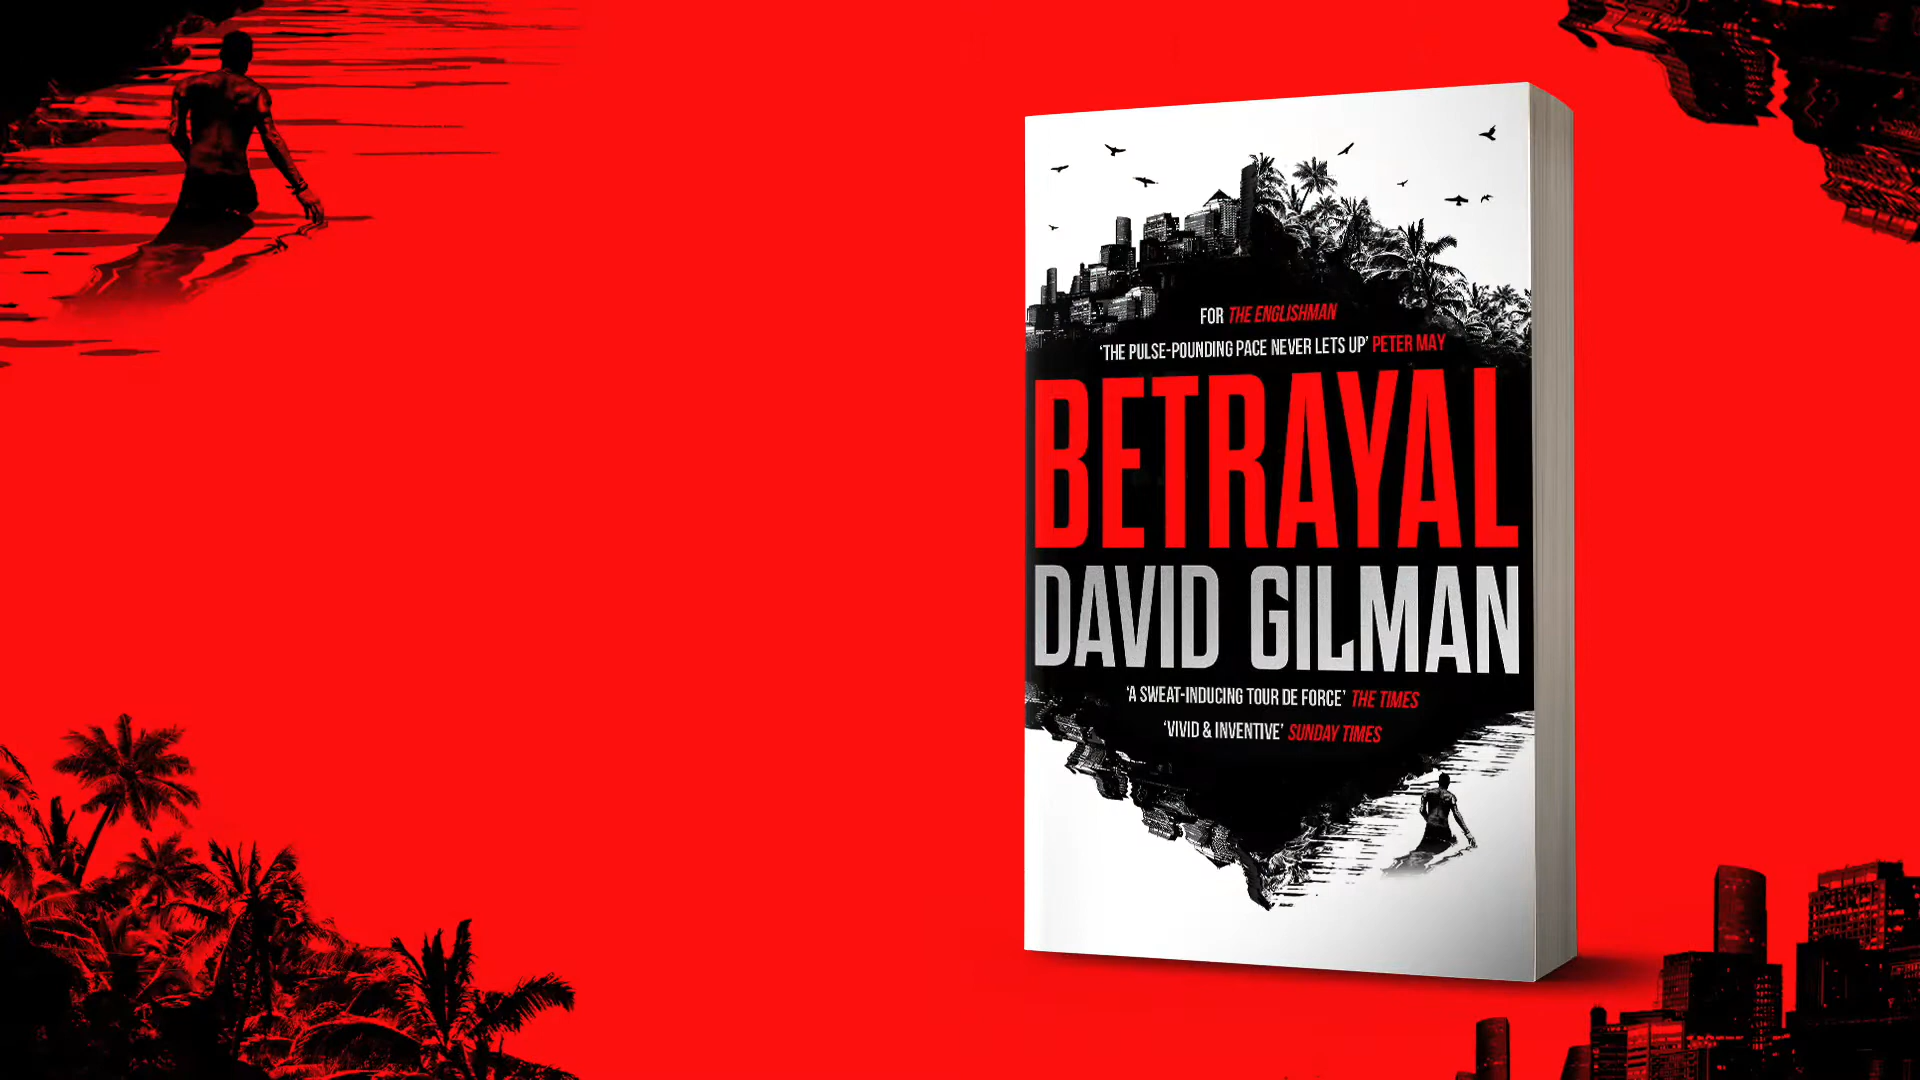 FOR THE ENGLISHMAN
‘THE PULSE-POUNDING PACE NEVER LETS UP’ PETER MAY
BETRAYAL
DAVID GILMAN
‘A SWEAT-INDUCING TOUR DE FORCE’ THE TIMES
‘VIVID & INVENTIVE’ SUNDAY TIMES